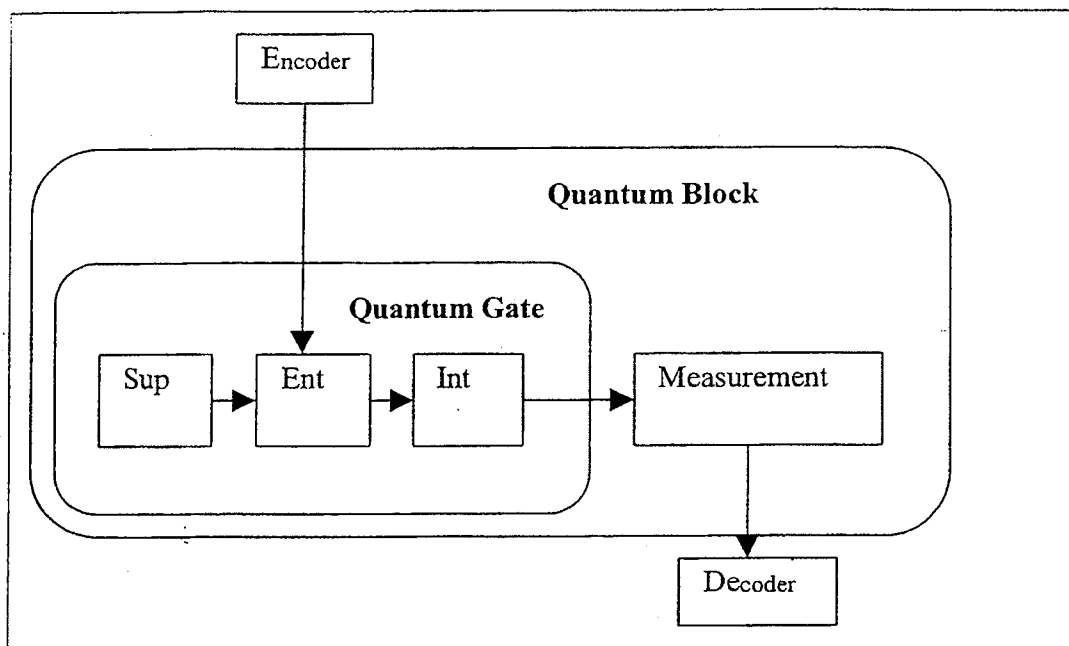 Encoder
Quantum Block
Quantum Gate
Sup
Ent
Int
Measurement
Decoder